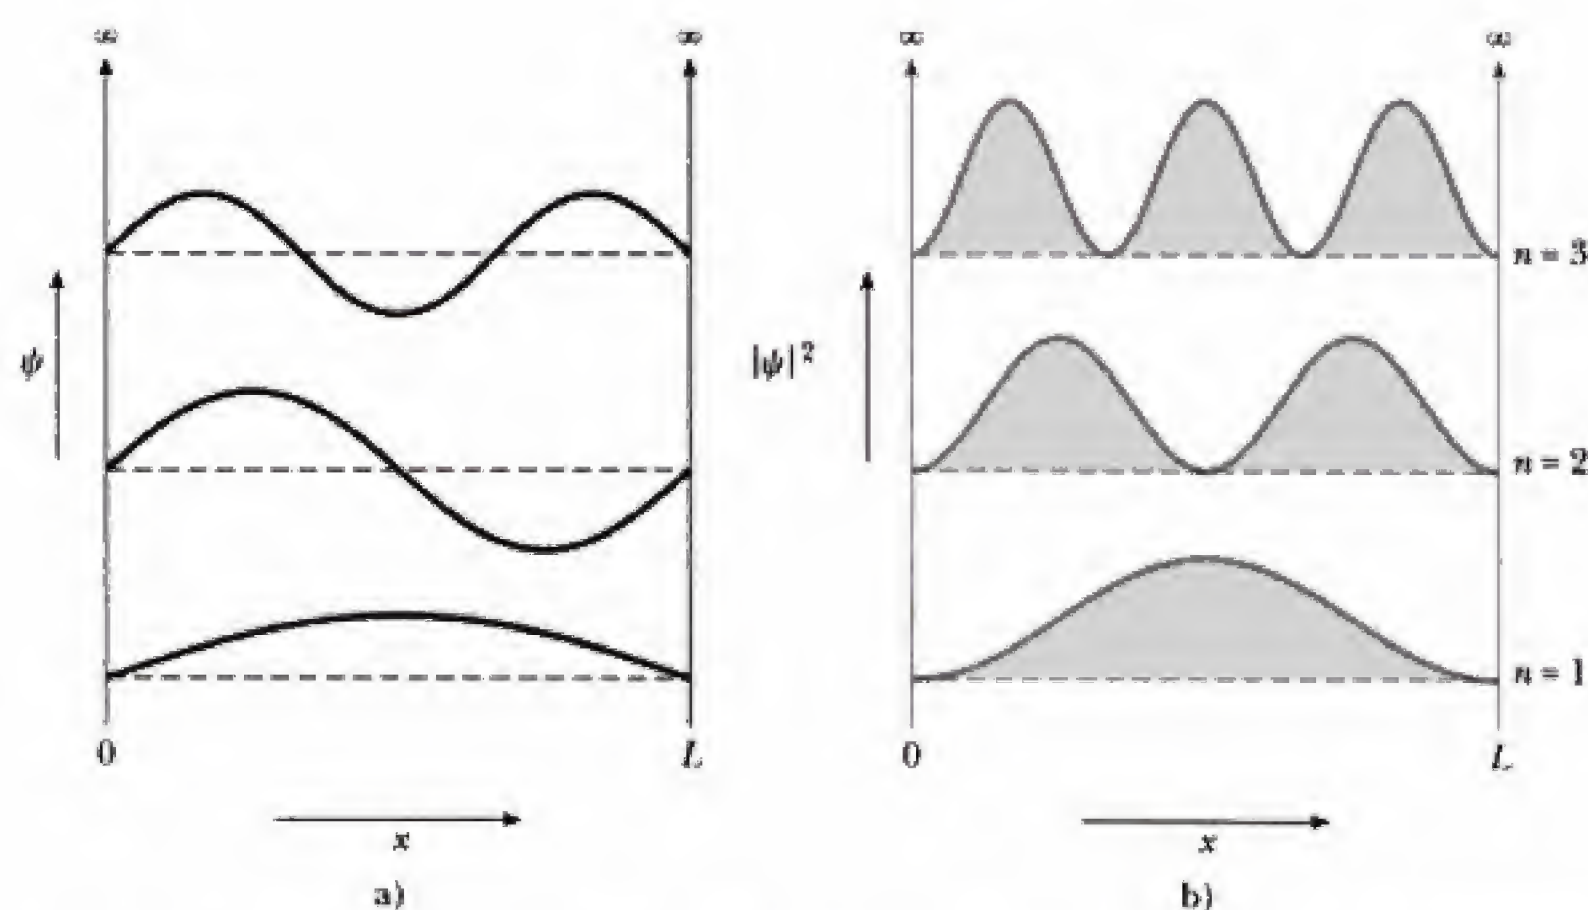 ∞ ∞ ∞ ∞
n = 3
ψ |ψ|²
n = 2
n = 1
0 L 0 L
x x
a) b)